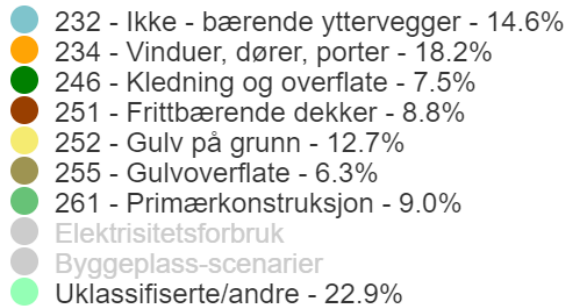 232 - Ikke - bærende yttervegger - 14.6%
234 - Vinduer, dører, porter - 18.2%
246 - Kledning og overflate - 7.5%
251 - Frittbærende dekker - 8.8%
252 - Gulv på grunn - 12.7%
255 - Gulvoverflate - 6.3%
261 - Primærkonstruksjon - 9.0%
Elektrisitetsforbruk
Byggeplass-scenarier
Uklassifiserte/andre - 22.9%